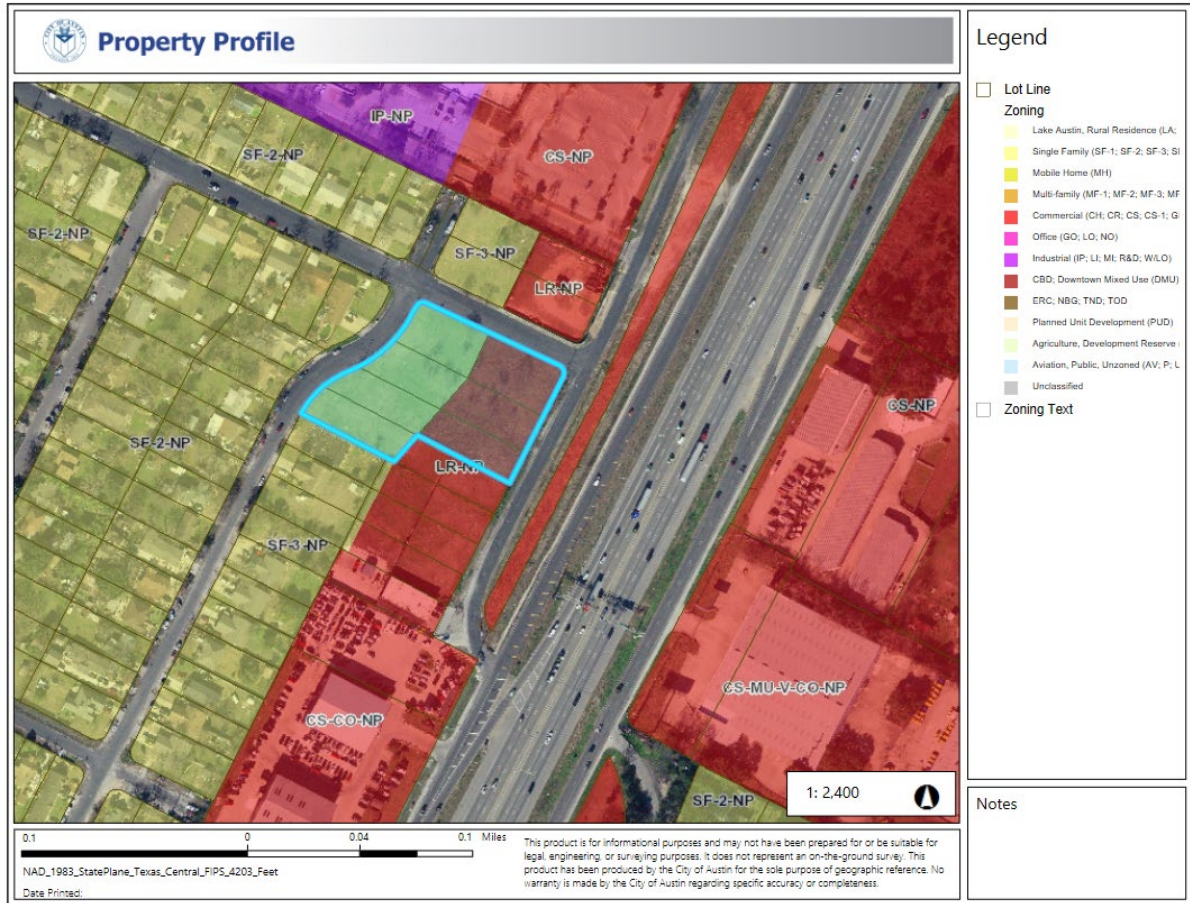 CITY OF AUSTIN
Property Profile
Legend
Lot Line
Zoning
Lake Austin, Rural Residence (LA;
Single Family (SF-1; SF-2; SF-3; SI
Mobile Home (MH)
Multi-family (MF-1; MF-2; MF-3; MF
Commercial (CH; CR; CS; CS-1; G
Office (GO; LO; NO)
Industrial (IP; LI; MI; R&D; W/LO)
CBD; Downtown Mixed Use (DMU)
ERC; NBG; TND; TOD
Planned Unit Development (PUD)
Agriculture, Development Reserve
Aviation, Public, Unzoned (AV; P; U
Unclassified
Zoning Text
IP-NP
SF-2-NP
CS-NP
SF-2-NP
SF-3-NP
LR-NP
CS-NP
SF-2-NP
LR-NP
SF-3-NP
CS-MU-V-CO-NP
CS-CO-NP
SF-2-NP
1: 2,400
Notes
0.1 0 0.04 0.1 Miles
NAD_1983_StatePlane_Texas_Central_FIPS_4203_Feet
Date Printed:
This product is for informational purposes and may not have been prepared for or be suitable for
legal, engineering, or surveying purposes. It does not represent an on-the-ground survey. This
product has been produced by the City of Austin for the sole purpose of geographic reference. No
warranty is made by the City of Austin regarding specific accuracy or completeness.